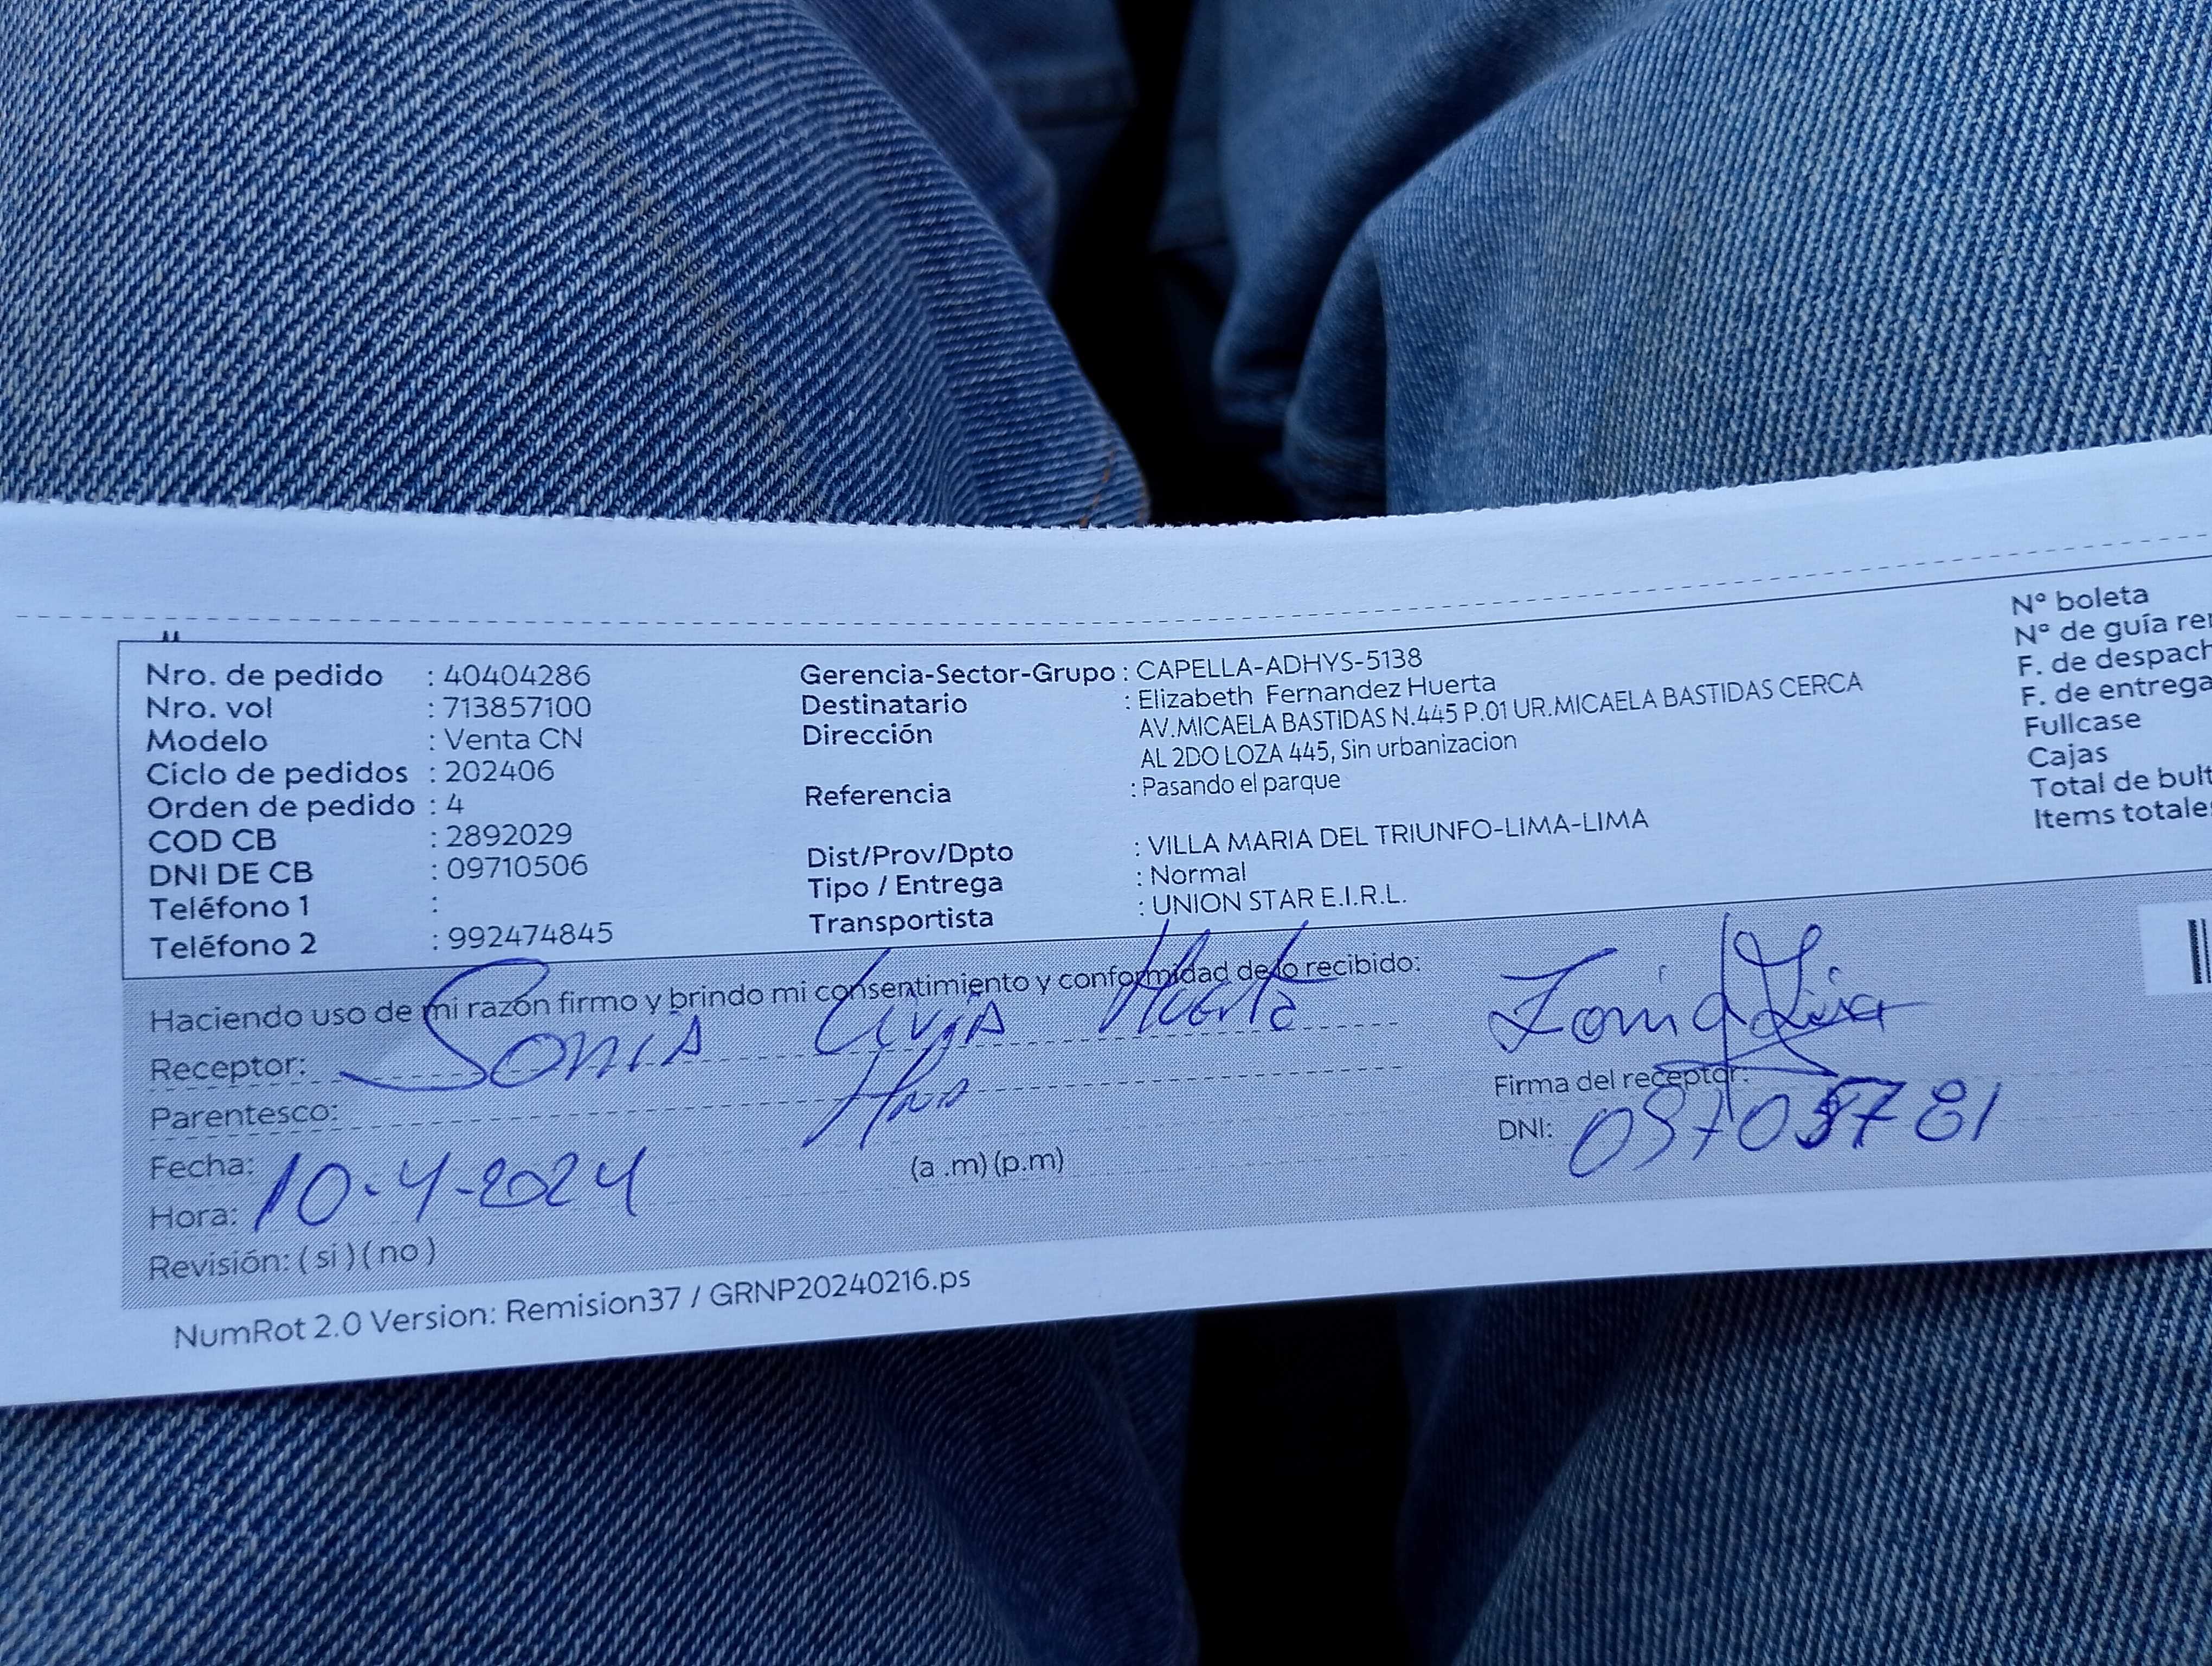 Nro. de pedido : 40404286
Nro. vol : 713857100
Modelo : Venta CN
Ciclo de pedidos : 202406
Orden de pedido : 4
COD CB : 2892029
DNI DE CB : 09710506
Teléfono 1 :
Teléfono 2 : 992474845
Gerencia-Sector-Grupo : CAPELLA-ADHYS-5138
Destinatario : Elizabeth Fernandez Huerta
Dirección AV.MICAELA BASTIDAS N.445 P.01 UR.MICAELA BASTIDAS CERCA
AL 2DO LOZA 445, Sin urbanizacion
Referencia : Pasando el parque
Dist/Prov/Dpto : VILLA MARIA DEL TRIUNFO-LIMA-LIMA
Tipo / Entrega : Normal
Transportista : UNION STAR E.I.R.L.
N° boleta
N° de guía re
F. de despach
F. de entrega
Fullcase
Cajas
Total de bult
Items totale
Haciendo uso de mi razón firmo y brindo mi consentimiento y conformidad de lo recibido:
Receptor: Sonia Livia Huerta
Parentesco: Hna
Fecha: 10-4-2024
Hora: (a .m) (p.m)
Revisión: ( si ) ( no )
Firma del receptor:
DNI:
NumRot 2.0 Version: Remision37 / GRNP20240216.ps